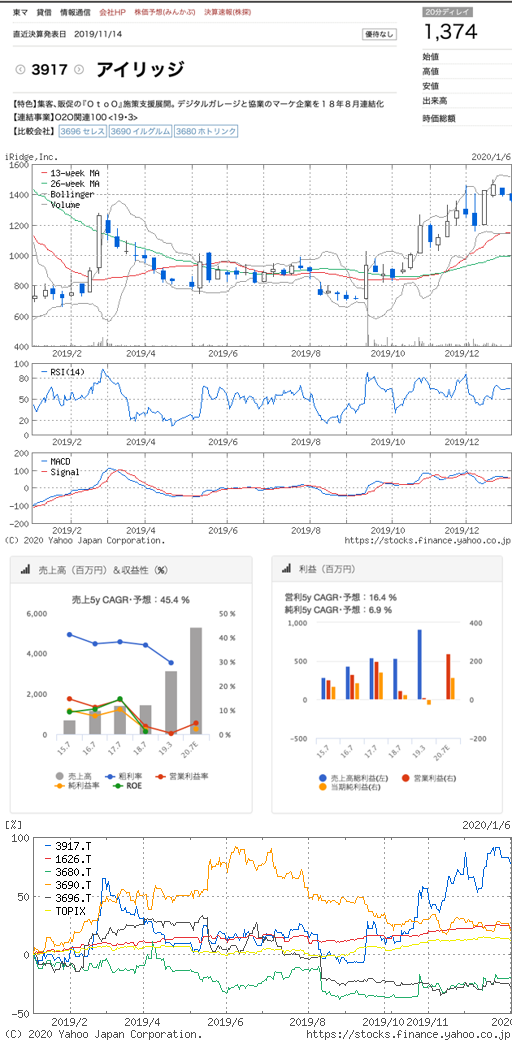 東マ 貸借 情報通信 会社HP 株価予想(みんかぶ) 決算速報(株探)
20分ディレイ
直近決算発表日 2019/11/14
優待なし
1,374
3917 アイリッジ
始値
高値
安値
出来高
時価総額
【特色】集客、販促の『OtoO』施策支援展開。デジタルガレージと協業のマーケ企業を18年8月連結化
【連結事業】O2O関連100<19・3>
【比較会社】 3696 セレス 3690 イルグルム 3680 ホトリンク
iRidge,Inc. 2020/1/6
1600
1400
1200
1000
800
600
400
13-week MA
26-week MA
Bollinger
Volume
2019/2 2019/4 2019/6 2019/8 2019/10 2019/12
100
80
50
20
0
RSI(14)
2019/2 2019/4 2019/6 2019/8 2019/10 2019/12
200
100
0
-100
-200
MACD
Signal
2019/2 2019/4 2019/6 2019/8 2019/10 2019/12
(C) 2020 Yahoo Japan Corporation. https://stocks.finance.yahoo.co.jp/
売上高（百万円）＆収益性（%）
売上5y CAGR・予想：45.4 %
6,000
4,000
2,000
0
50 %
40 %
30 %
20 %
10 %
0 %
15.7 16.7 17.7 18.7 19.3 20.7E
売上高 粗利率 営業利益率
純利益率 ROE
利益（百万円）
営利5y CAGR・予想：16.4 %
純利5y CAGR・予想：6.9 %
1,000
500
0
-500
400
200
0
-200
15.7 16.7 17.7 18.7 19.3 20.7E
売上高総利益(左) 営業利益(右)
当期純利益(右)
[%] 2020/1/6
100
50
0
-50
3917.T
1626.T
3680.T
3690.T
3696.T
TOPIX
2019/2 2019/4 2019/6 2019/8 2019/10 2019/11 2020
(C) 2020 Yahoo Japan Corporation. https://stocks.finance.yahoo.co.jp/